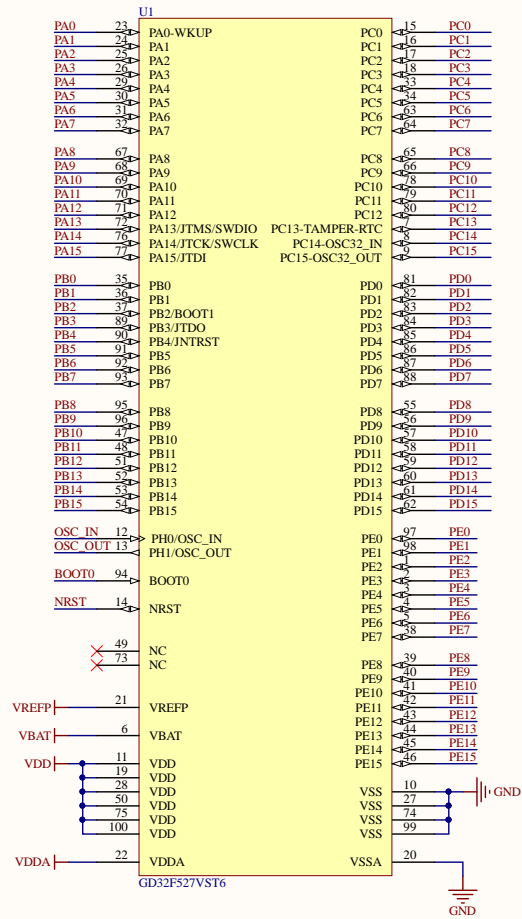 U1
PA0 23 PA0-WKUP PC0 15 PC0
PA1 24 PA1 PC1 16 PC1
PA2 25 PA2 PC2 17 PC2
PA3 26 PA3 PC3 18 PC3
PA4 29 PA4 PC4 33 PC4
PA5 30 PA5 PC5 34 PC5
PA6 31 PA6 PC6 63 PC6
PA7 32 PA7 PC7 64 PC7
PA8 67 PA8 PC8 65 PC8
PA9 68 PA9 PC9 66 PC9
PA10 69 PA10 PC10 78 PC10
PA11 70 PA11 PC11 79 PC11
PA12 71 PA12 PC12 80 PC12
PA13 72 PA13/JTMS/SWDIO PC13-TAMPER-RTC 7 PC13
PA14 76 PA14/JTCK/SWCLK PC14-OSC32_IN 8 PC14
PA15 77 PA15/JTDI PC15-OSC32_OUT 9 PC15
PB0 35 PB0 PD0 81 PD0
PB1 36 PB1 PD1 82 PD1
PB2 37 PB2/BOOT1 PD2 83 PD2
PB3 89 PB3/JTDO PD3 84 PD3
PB4 90 PB4/JNTRST PD4 85 PD4
PB5 91 PB5 PD5 86 PD5
PB6 92 PB6 PD6 87 PD6
PB7 93 PB7 PD7 88 PD7
PB8 95 PB8 PD8 55 PD8
PB9 96 PB9 PD9 56 PD9
PB10 47 PB10 PD10 57 PD10
PB11 48 PB11 PD11 58 PD11
PB12 51 PB12 PD12 59 PD12
PB13 52 PB13 PD13 60 PD13
PB14 53 PB14 PD14 61 PD14
PB15 54 PB15 PD15 62 PD15
OSC_IN 12 PH0/OSC_IN PE0 97 PE0
OSC_OUT 13 PH1/OSC_OUT PE1 98 PE1
PE2 1 PE2
BOOT0 94 BOOT0 PE3 2 PE3
PE4 3 PE4
NRST 14 NRST PE5 4 PE5
PE6 5 PE6
PE7 38 PE7
49 NC
73 NC PE8 39 PE8
PE9 40 PE9
PE10 41 PE10
VREFP 21 VREFP PE11 42 PE11
PE12 43 PE12
VBAT 6 VBAT PE13 44 PE13
PE14 45 PE14
VDD 11 VDD PE15 46 PE15
19 VDD
28 VDD VSS 10 GND
50 VDD VSS 27
75 VDD VSS 74
100 VDD VSS 99
VDDA 22 VDDA VSSA 20
GD32F527VST6
GND